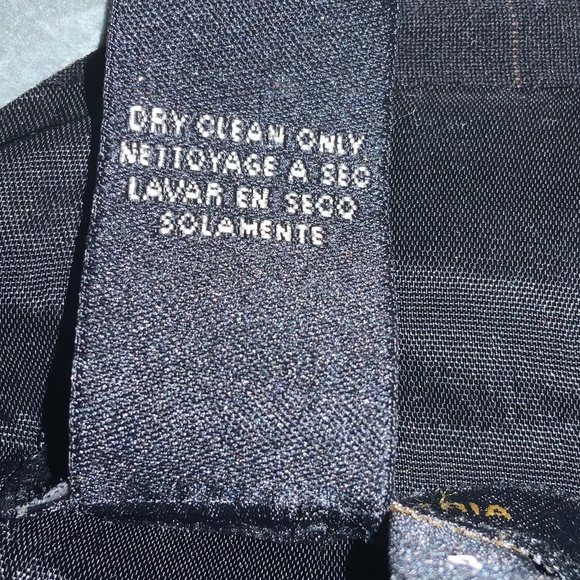 DRY CLEAN ONLY
NETTOYAGE A SEC
LAVAR EN SECO
SOLAMENTE